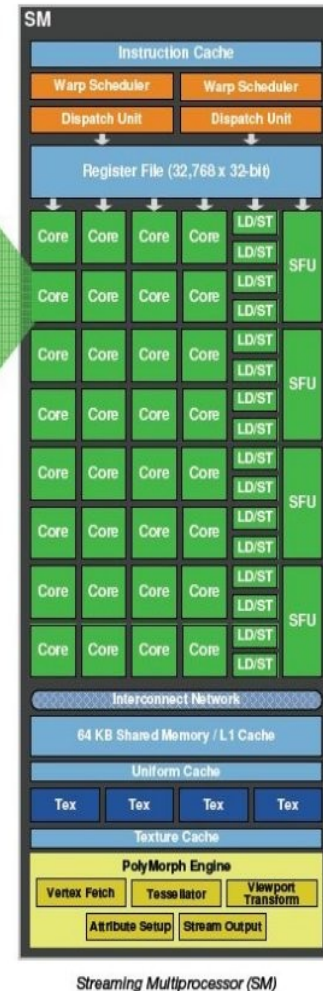 SM
Instruction Cache
Warp Scheduler Warp Scheduler
Dispatch Unit Dispatch Unit
Register File (32,768 x 32-bit)
Core Core Core Core LD/ST SFU
LD/ST
Core Core Core Core LD/ST
LD/ST
Core Core Core Core LD/ST SFU
LD/ST
Core Core Core Core LD/ST
LD/ST
Core Core Core Core LD/ST SFU
LD/ST
Core Core Core Core LD/ST
LD/ST
Core Core Core Core LD/ST SFU
LD/ST
Core Core Core Core LD/ST
LD/ST
Interconnect Network
64 KB Shared Memory / L1 Cache
Uniform Cache
Tex Tex Tex Tex
Texture Cache
PolyMorph Engine
Vertex Fetch Tessellator Viewport
Transform
Attribute Setup Stream Output
Streaming Multiprocessor (SM)